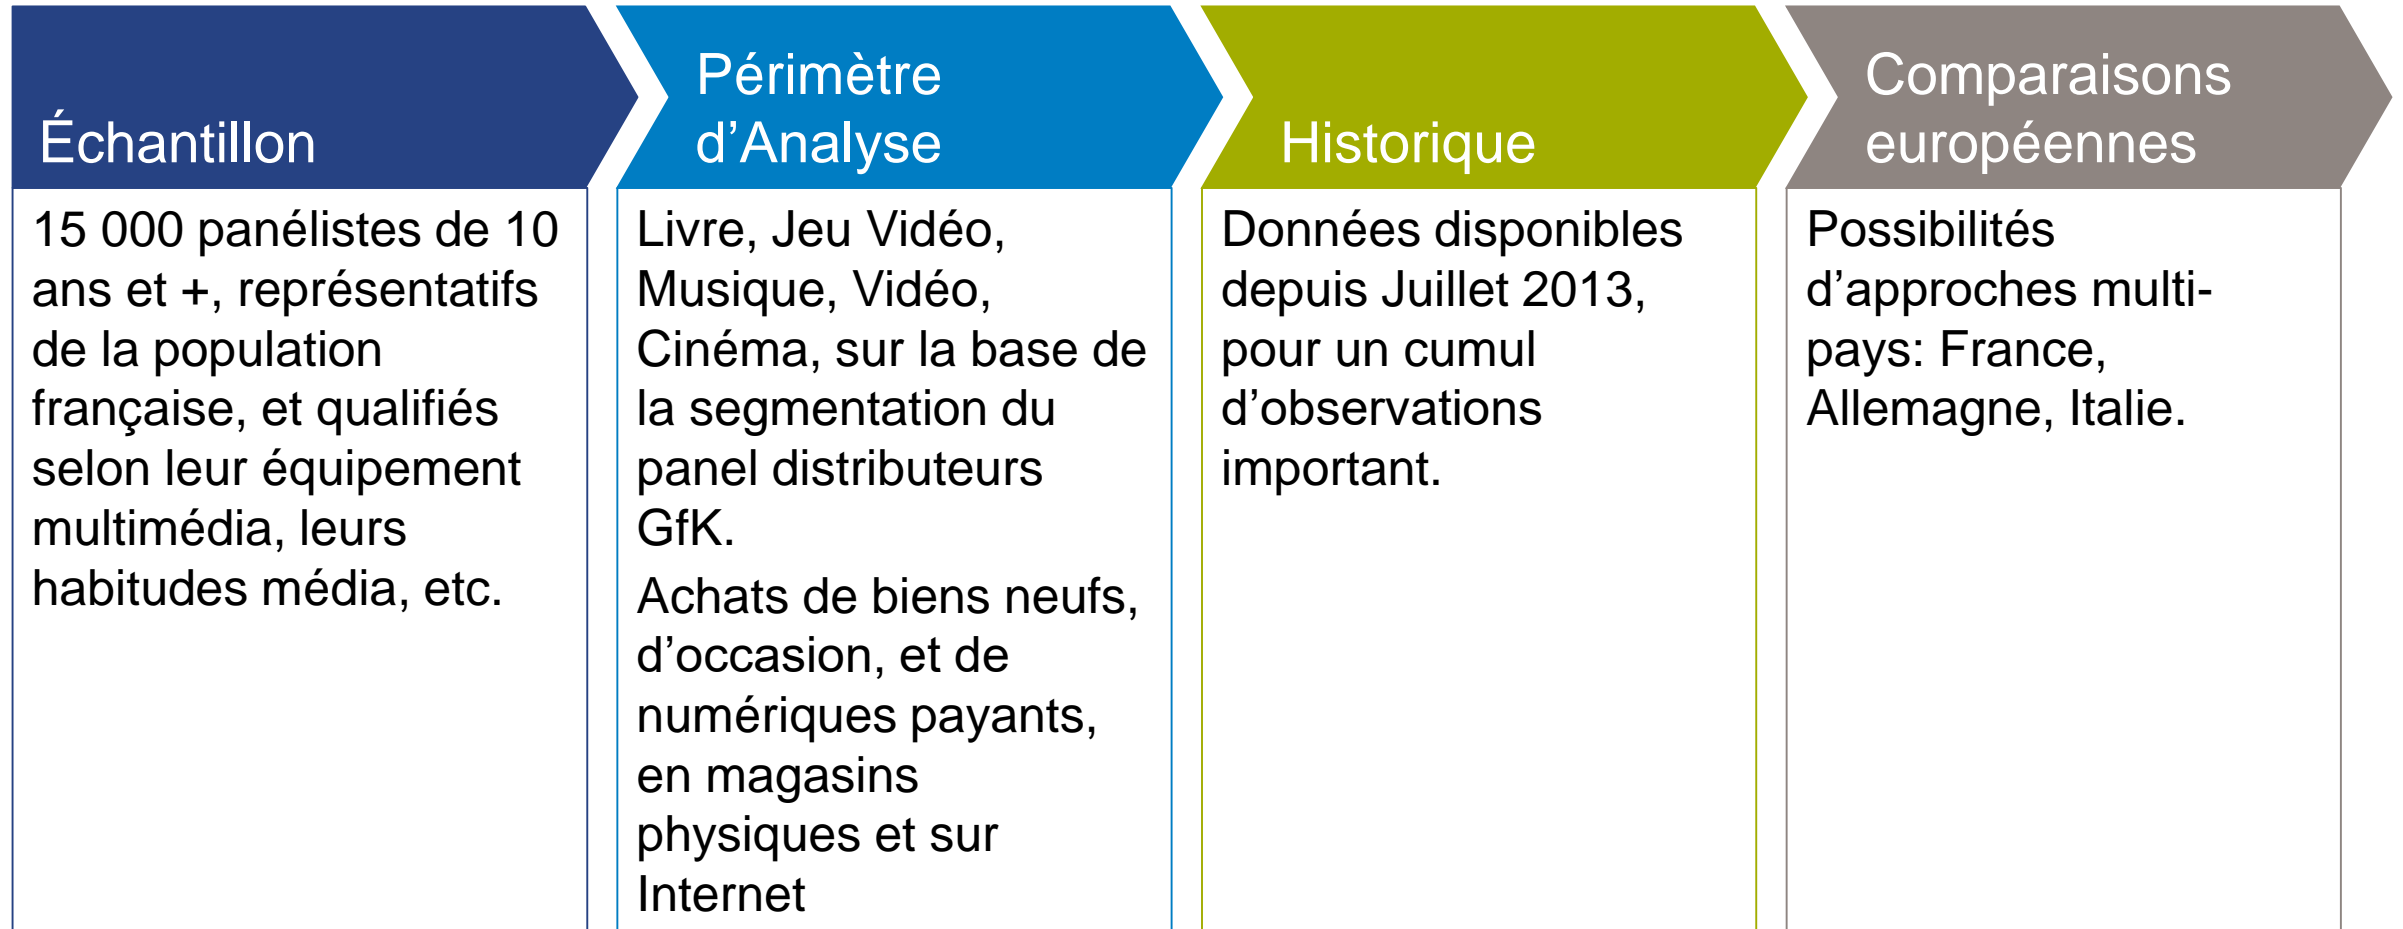 Échantillon
15 000 panélistes de 10
ans et +, représentatifs
de la population
française, et qualifiés
selon leur équipement
multimédia, leurs
habitudes média, etc.
Périmètre
d’Analyse
Livre, Jeu Vidéo,
Musique, Vidéo,
Cinéma, sur la base de
la segmentation du
panel distributeurs
GfK.
Achats de biens neufs,
d’occasion, et de
numériques payants,
en magasins
physiques et sur
Internet
Historique
Données disponibles
depuis Juillet 2013,
pour un cumul
d’observations
important.
Comparaisons
européennes
Possibilités
d’approches multi-
pays: France,
Allemagne, Italie.